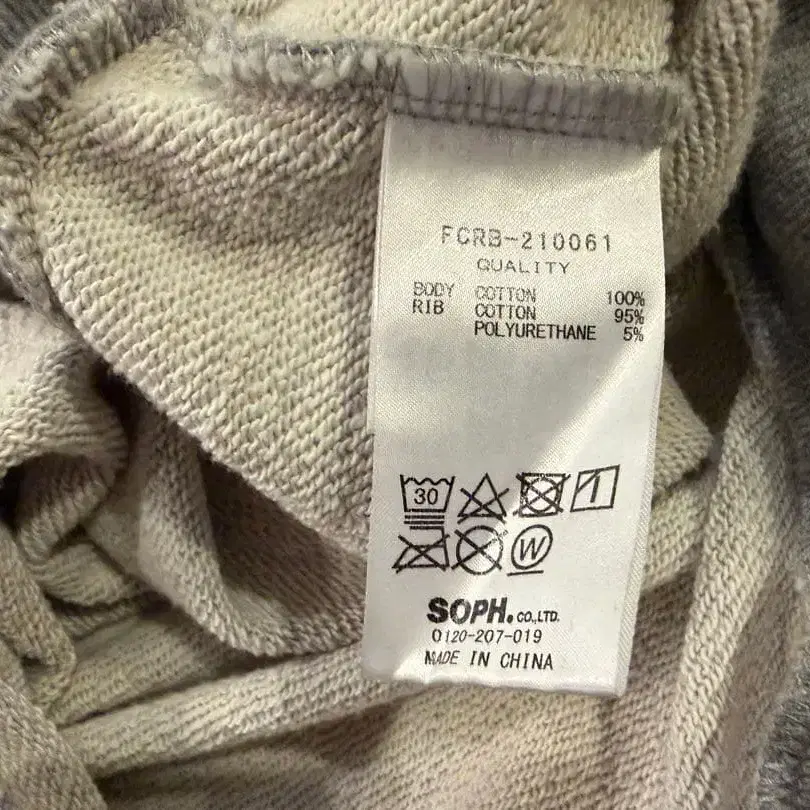 FCRB-210061
QUALITY
BODY COTTON 100%
RIB COTTON 95%
POLYURETHANE 5%
30
W
SOPH. CO.,LTD.
0120-207-019
MADE IN CHINA